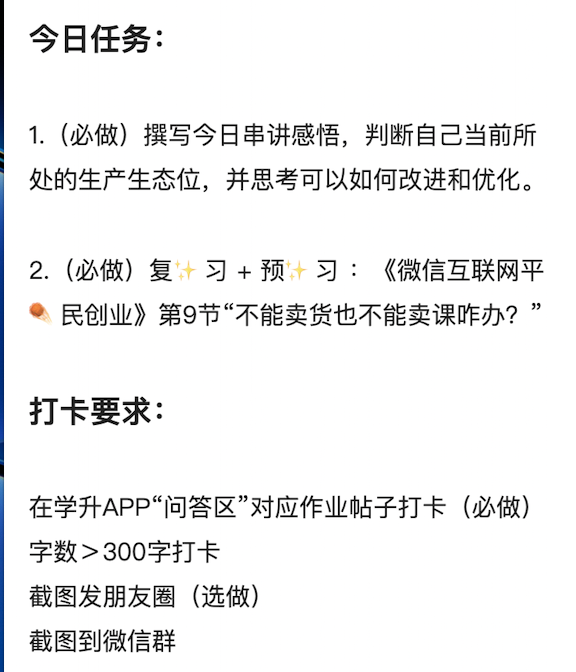 今日任务：
1.（必做）撰写今日串讲感悟，判断自己当前所
处的生产生态位，并思考可以如何改进和优化。
2.（必做）复✨ 习 + 预✨ 习 ：《微信互联网平
☄️ 民创业》第9节“不能卖货也不能卖课咋办？”
打卡要求：
在学升APP“问答区”对应作业帖子打卡（必做）
字数＞300字打卡
截图发朋友圈（选做）
截图到微信群